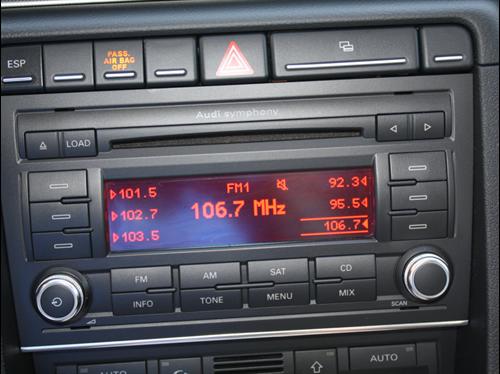 ESP
PASS.
AIR BAG
OFF
Audi symphony
LOAD
101.5 FM1 92.3
102.7 106.7 MHz 95.5
103.5 106.7
FM AM SAT CD
INFO TONE MENU MIX
SCAN
AUTO AUTO